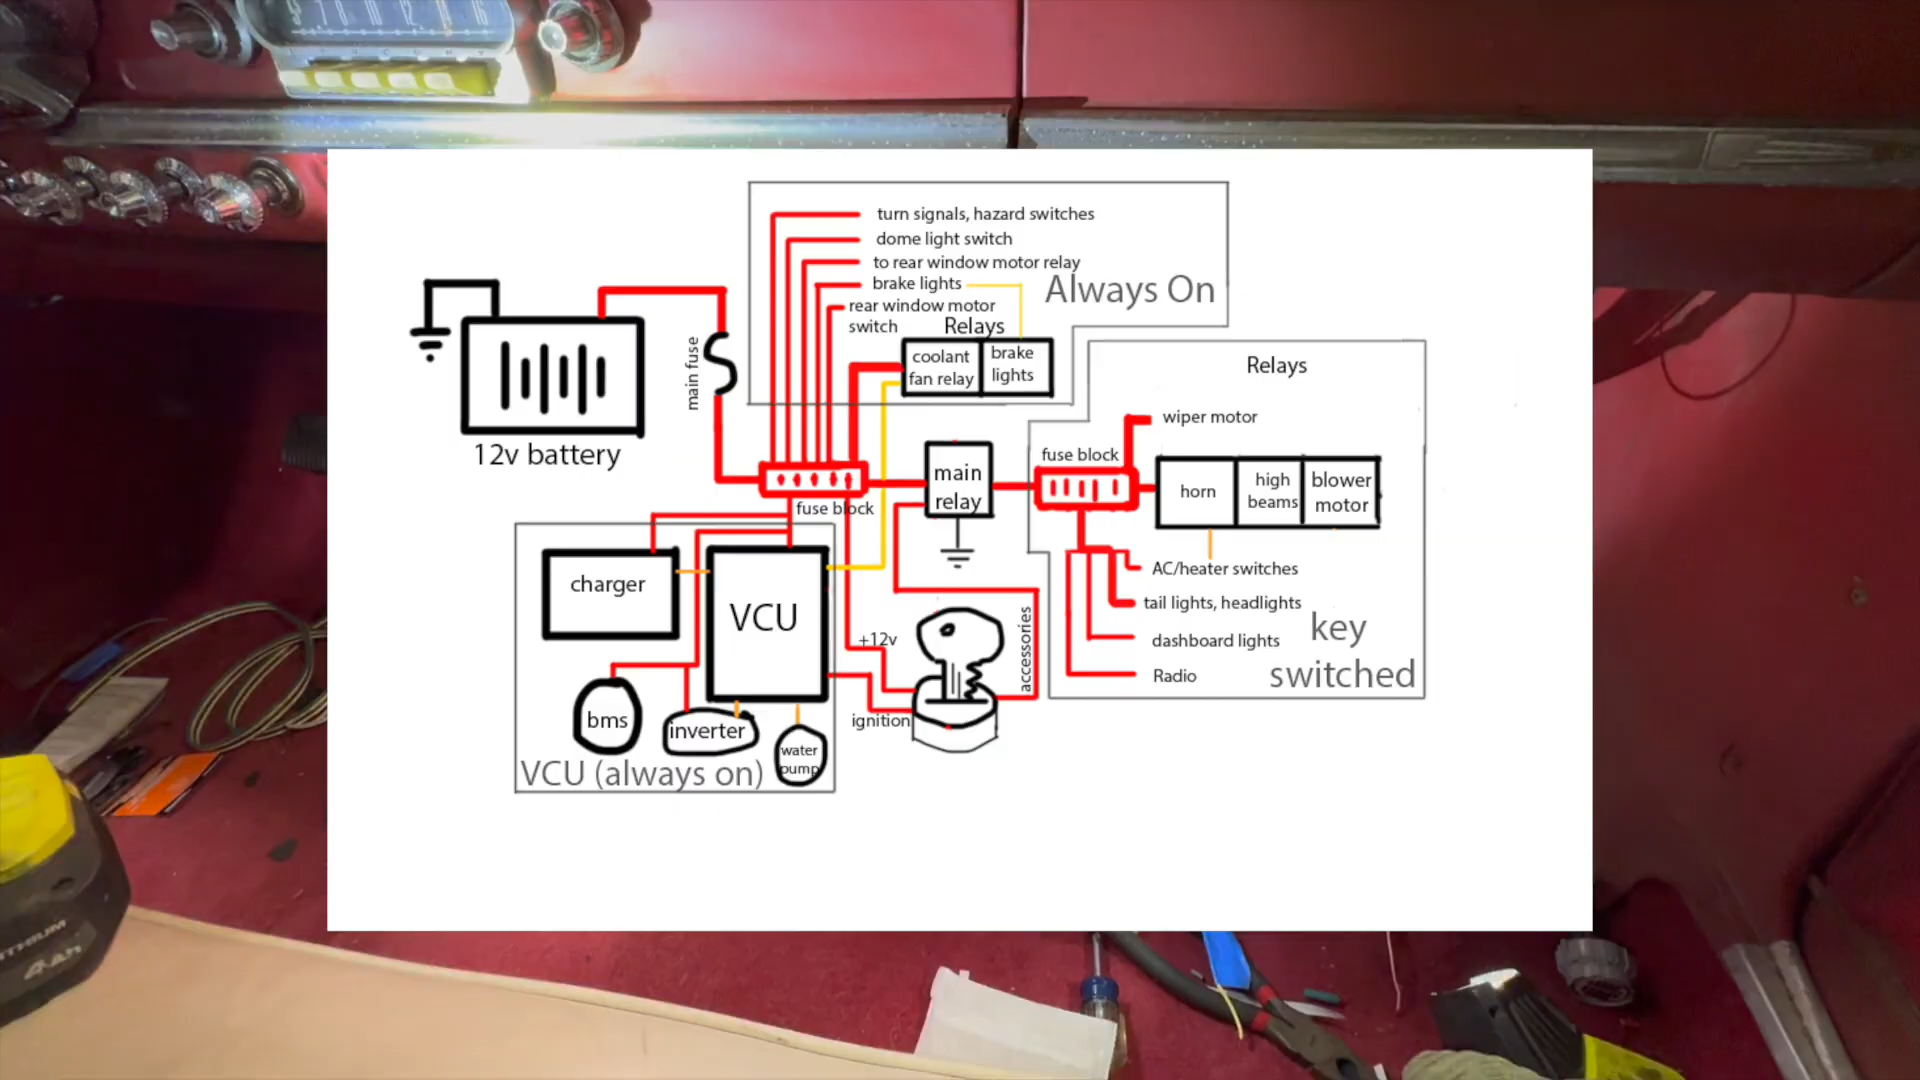 turn signals, hazard switches
dome light switch
to rear window motor relay
brake lights
rear window motor
switch
Always On
Relays
coolant
fan relay
brake
lights
main fuse
12v battery
fuse block
main
relay
Relays
wiper motor
fuse block
horn
high
beams
blower
motor
AC/heater switches
tail lights, headlights
dashboard lights
Radio
key
switched
charger
VCU
bms
inverter
water
pump
VCU (always on)
+12v
ignition
accessories
4Ah